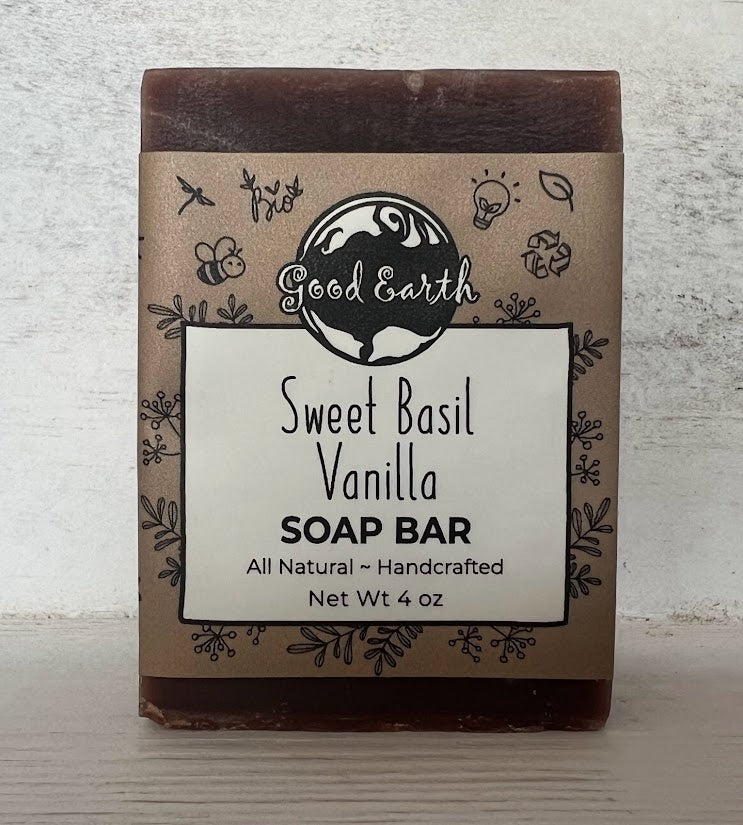 Bio
Good Earth
Sweet Basil
Vanilla
SOAP BAR
All Natural ~ Handcrafted
Net Wt 4 oz